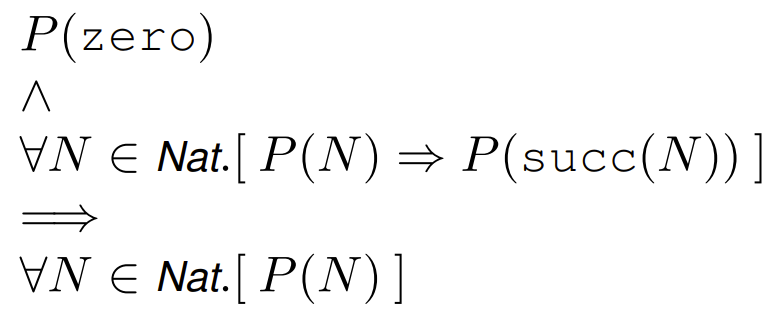 P(zero)
∧
∀N ∈ Nat.[ P(N) ⇒ P(succ(N)) ]
⟹
∀N ∈ Nat.[ P(N) ]